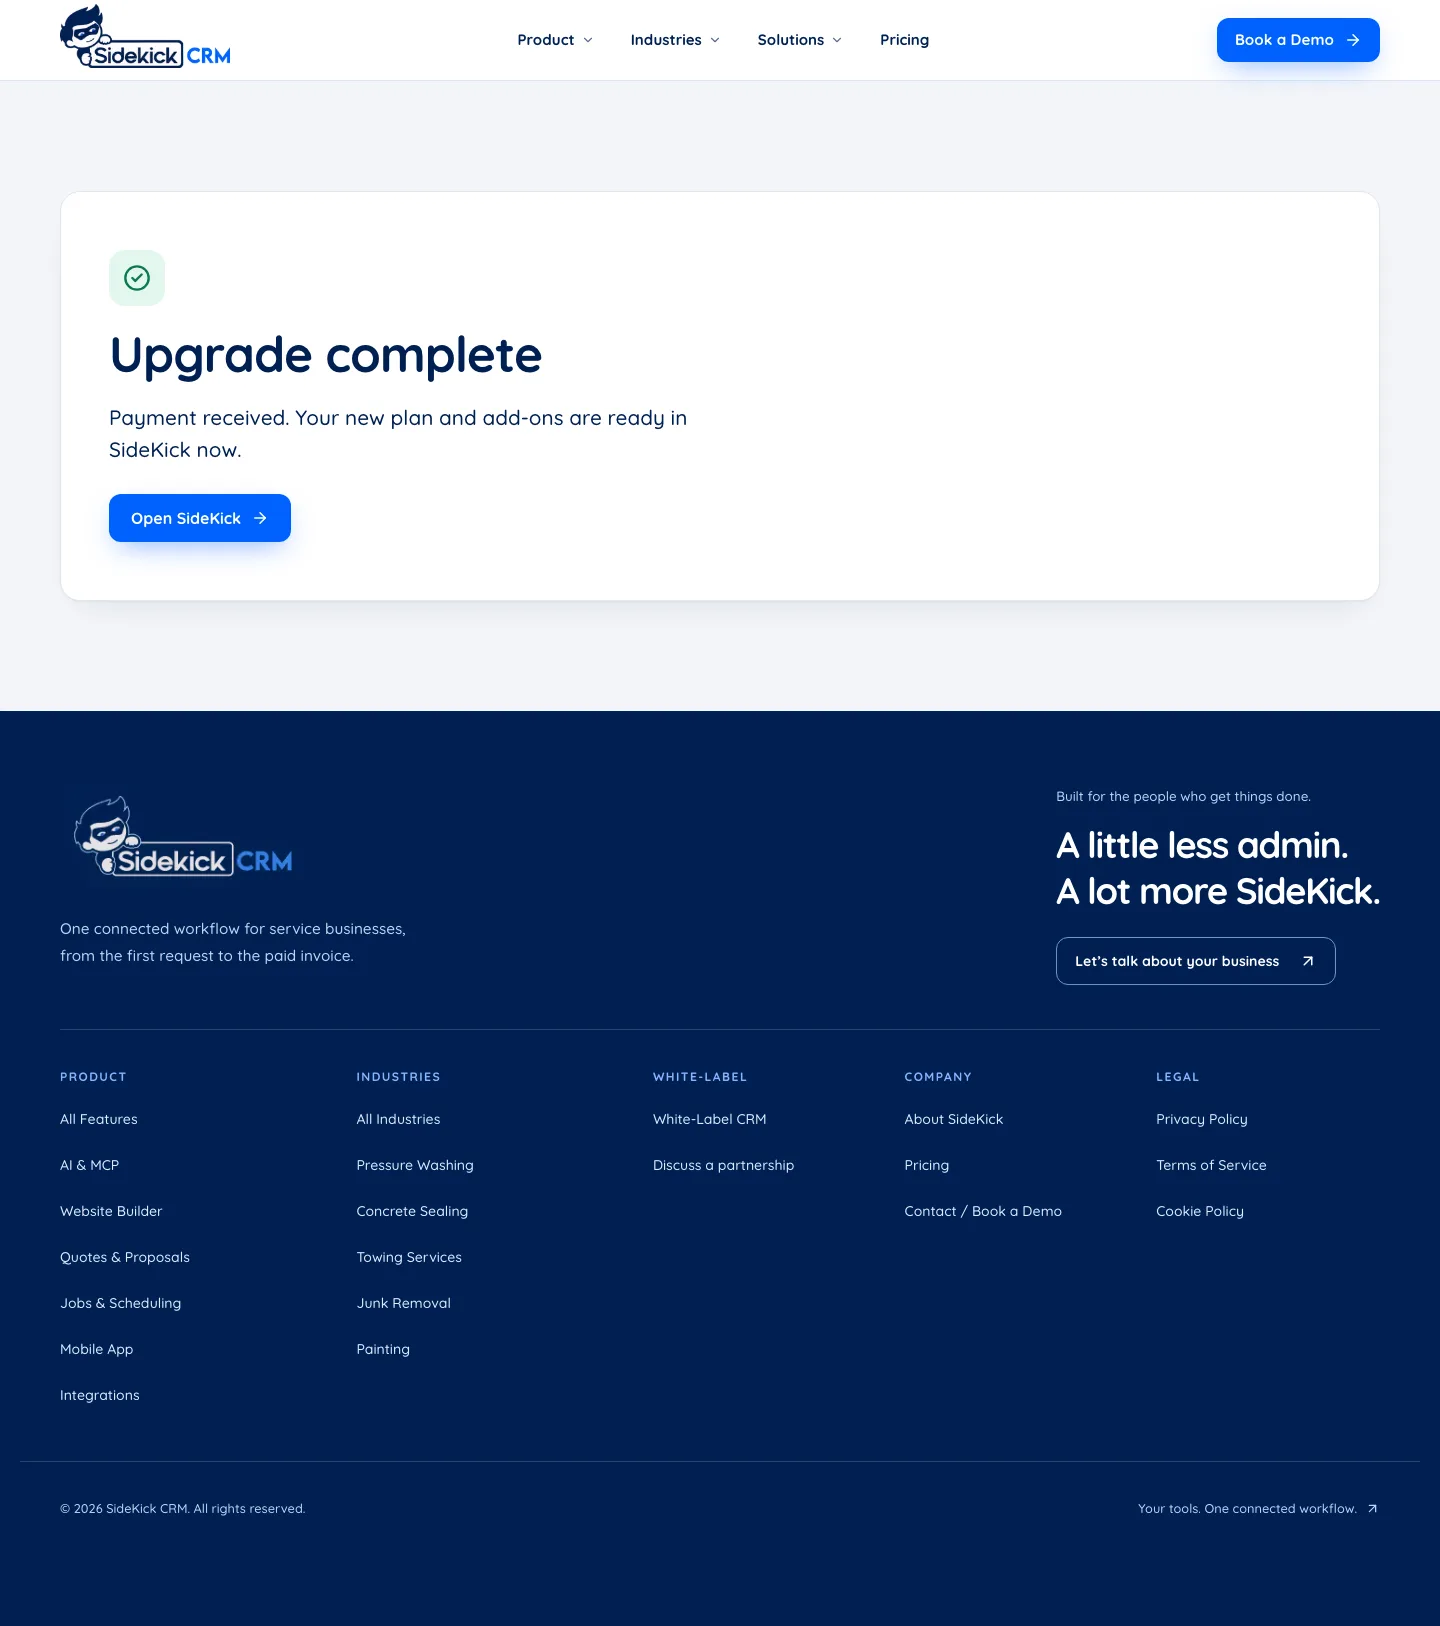 Sidekick CRM
Product
Industries
Solutions
Pricing
Book a Demo
Upgrade complete
Payment received. Your new plan and add-ons are ready in
SideKick now.
Open SideKick
Sidekick CRM
One connected workflow for service businesses,
from the first request to the paid invoice.
Built for the people who get things done.
A little less admin.
A lot more SideKick.
Let’s talk about your business
PRODUCT
All Features
AI & MCP
Website Builder
Quotes & Proposals
Jobs & Scheduling
Mobile App
Integrations
INDUSTRIES
All Industries
Pressure Washing
Concrete Sealing
Towing Services
Junk Removal
Painting
WHITE-LABEL
White-Label CRM
Discuss a partnership
COMPANY
About SideKick
Pricing
Contact / Book a Demo
LEGAL
Privacy Policy
Terms of Service
Cookie Policy
© 2026 SideKick CRM. All rights reserved.
Your tools. One connected workflow.